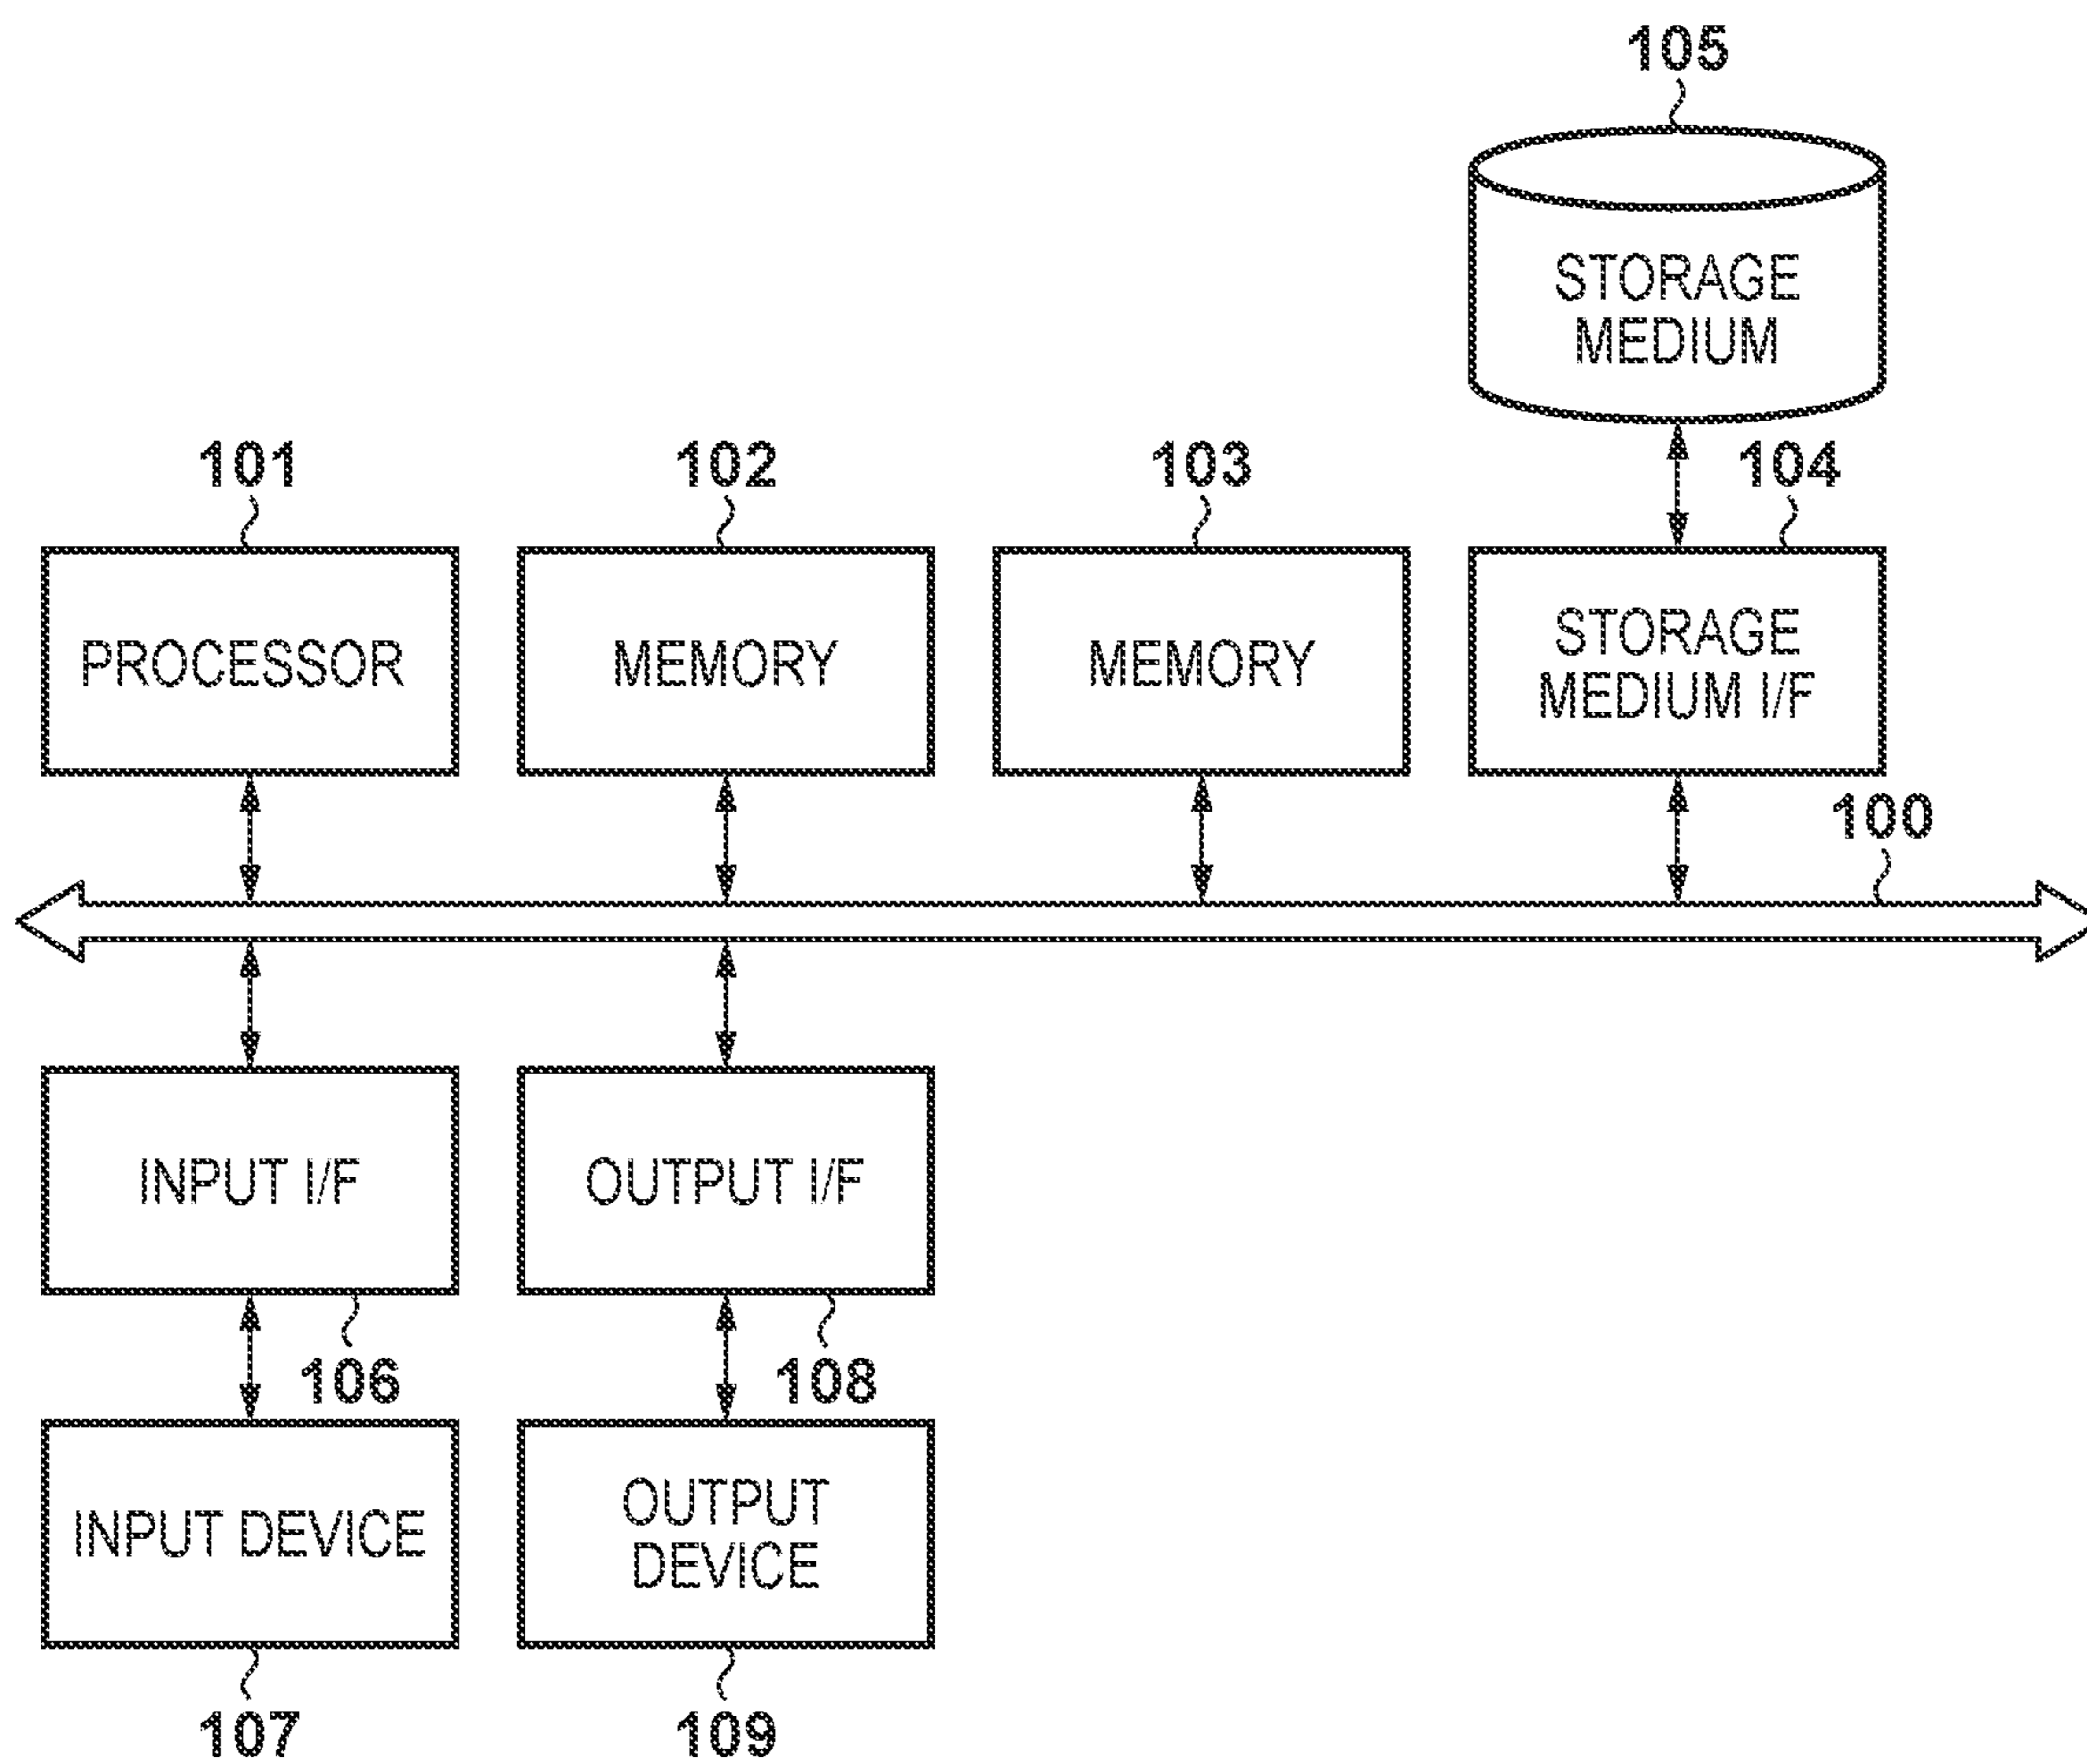 105
STORAGE
MEDIUM
101
102
103
104
PROCESSOR
MEMORY
MEMORY
STORAGE
MEDIUM I/F
100
INPUT I/F
OUTPUT I/F
106
108
INPUT DEVICE
OUTPUT
DEVICE
107
109